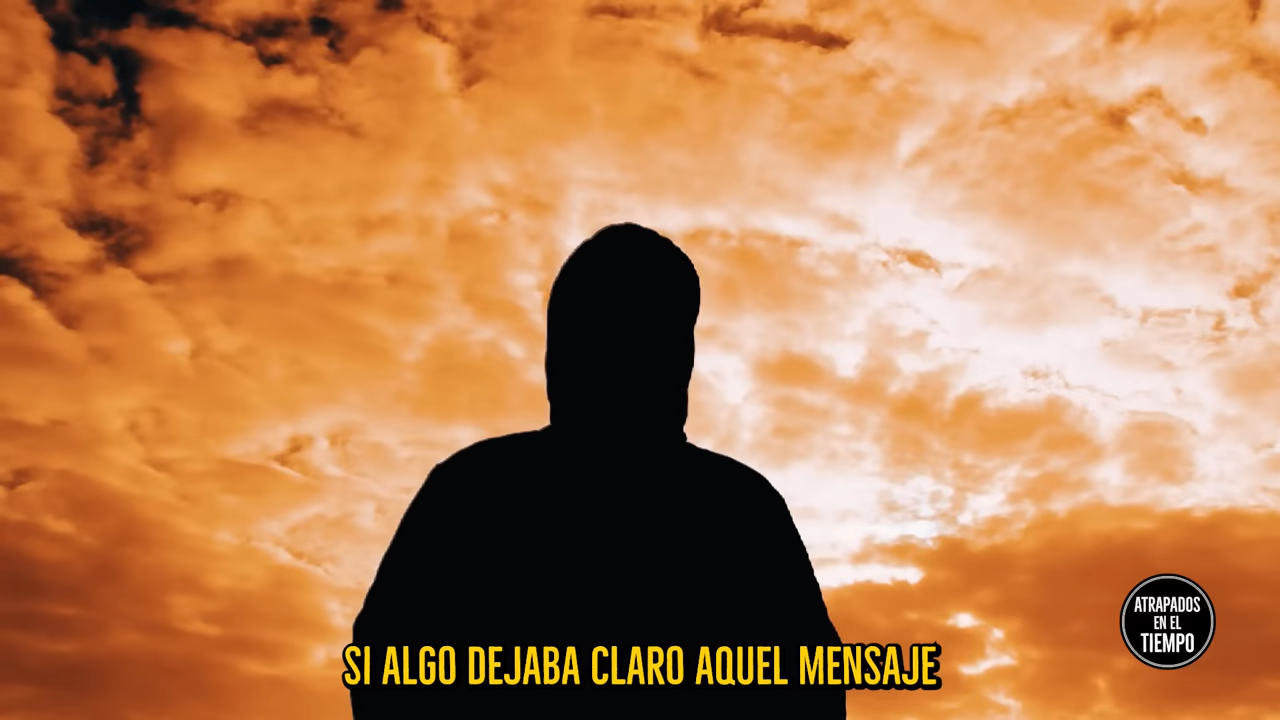 SI ALGO DEJABA CLARO AQUEL MENSAJE
ATRAPADOS
EN EL
TIEMPO